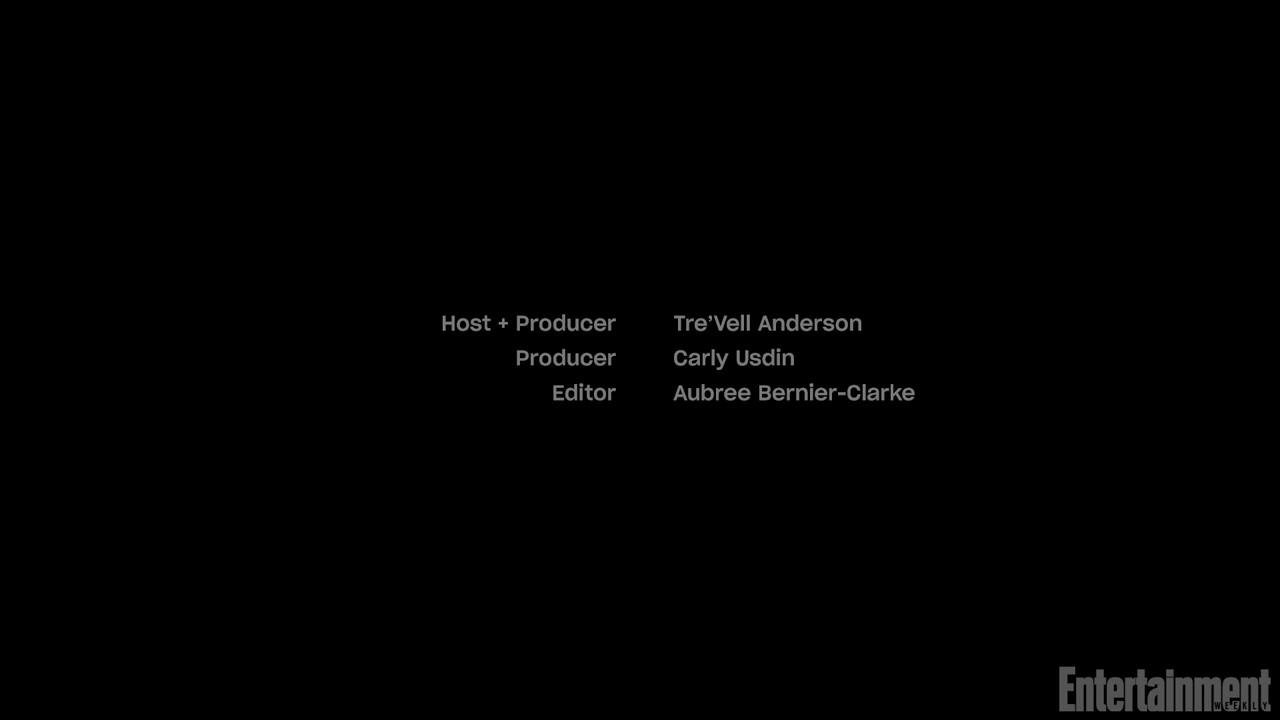 Host + Producer Tre’Vell Anderson
Producer Carly Usdin
Editor Aubree Bernier-Clarke
Entertainment
WEEKLY